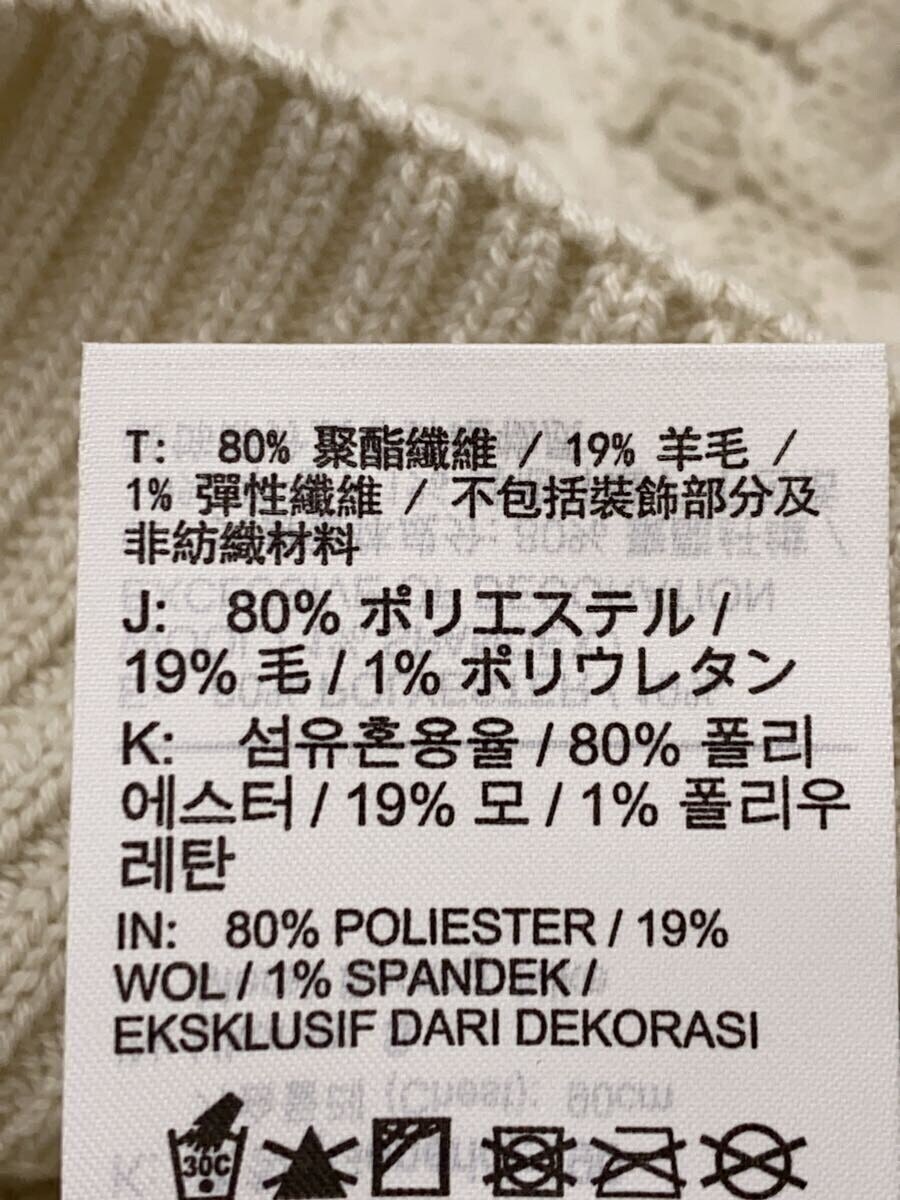 T: 80% 聚酯纖維 / 19% 羊毛 /
1% 彈性纖維 / 不包括裝飾部分及
非紡織材料
J: 80% ポリエステル /
19% 毛 / 1% ポリウレタン
K: 섬유혼용율 / 80% 폴리
에스터 / 19% 모 / 1% 폴리우
레탄
IN: 80% POLIESTER / 19%
WOL / 1% SPANDEK /
EKSKLUSIF DARI DEKORASI
30C